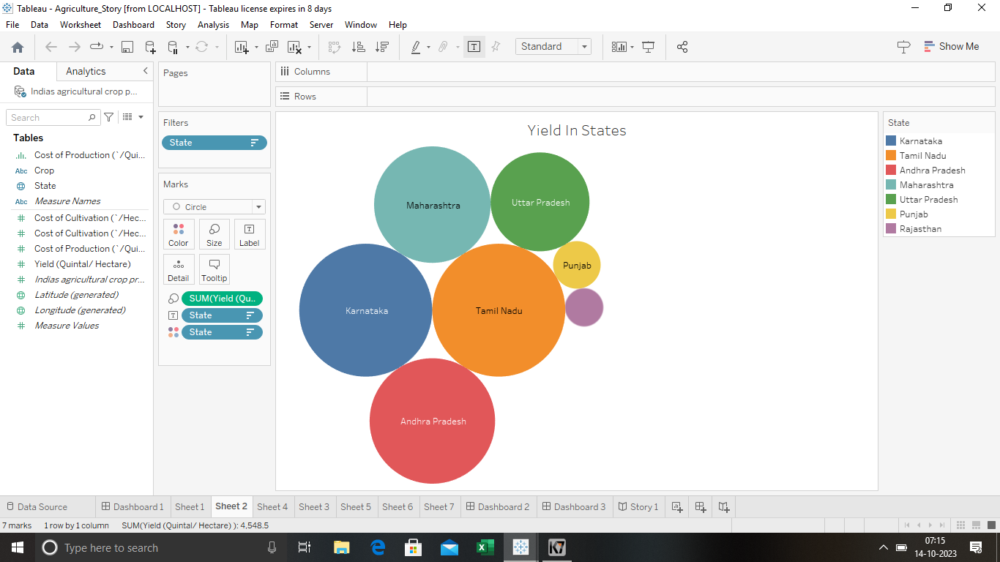 Tableau - Agriculture_Story [from LOCALHOST] - Tableau license expires in 8 days
File Data Worksheet Dashboard Story Analysis Map Format Server Window Help
Standard
Show Me
Data Analytics
Indias agricultural crop p...
Search
Tables
Cost of Production (`/Qui...
Abc Crop
State
Abc Measure Names
Cost of Cultivation (`/Hec...
Cost of Cultivation (`/Hec...
Cost of Production (`/Qui...
Yield (Quintal/ Hectare)
Indias agricultural crop pr...
Latitude (generated)
Longitude (generated)
Measure Values
Pages
Filters
State
Marks
Circle
Color Size Label
Detail Tooltip
SUM(Yield (Qu..
State
State
Columns
Rows
Yield In States
Maharashtra
Uttar Pradesh
Punjab
Karnataka
Tamil Nadu
Andhra Pradesh
State
Karnataka
Tamil Nadu
Andhra Pradesh
Maharashtra
Uttar Pradesh
Punjab
Rajasthan
Data Source Dashboard 1 Sheet 1 Sheet 2 Sheet 4 Sheet 3 Sheet 5 Sheet 6 Sheet 7 Dashboard 2 Dashboard 3 Story 1
7 marks 1 row by 1 column SUM(Yield (Quintal/ Hectare) ): 4,548.5
Type here to search
K7
07:15
14-10-2023